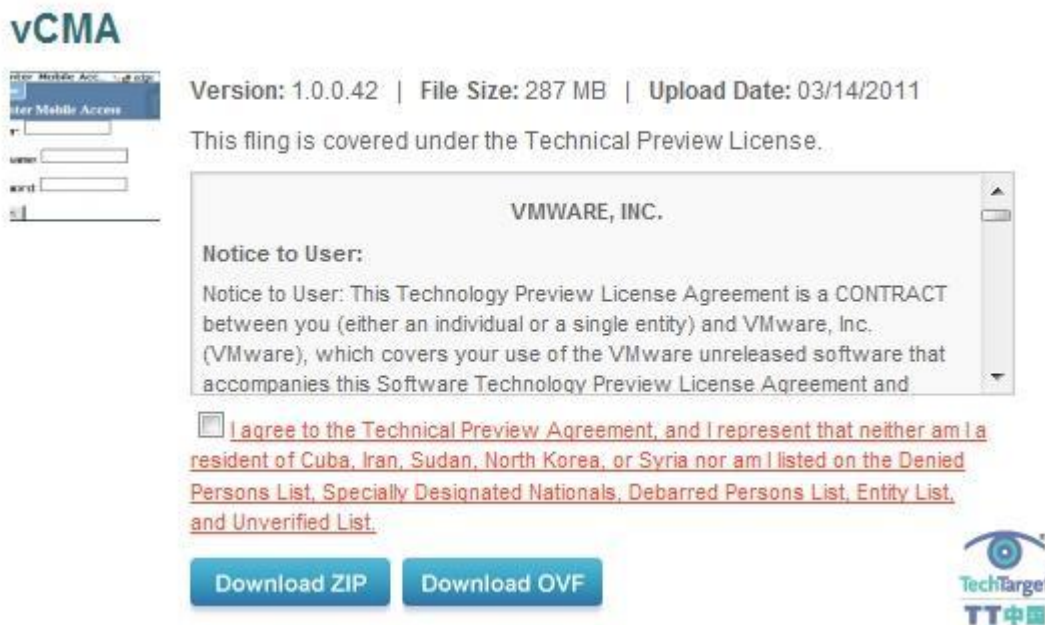 vCMA
Mobile Acc
Mobile Access
Version: 1.0.0.42 | File Size: 287 MB | Upload Date: 03/14/2011
This fling is covered under the Technical Preview License.
VMWARE, INC.
Notice to User:
Notice to User: This Technology Preview License Agreement is a CONTRACT
between you (either an individual or a single entity) and VMware, Inc.
(VMware), which covers your use of the VMware unreleased software that
accompanies this Software Technology Preview License Agreement and
I agree to the Technical Preview Agreement, and I represent that neither am I a
resident of Cuba, Iran, Sudan, North Korea, or Syria nor am I listed on the Denied
Persons List, Specially Designated Nationals, Debarred Persons List, Entity List,
and Unverified List.
Download ZIP Download OVF
TechTarget
TT中国